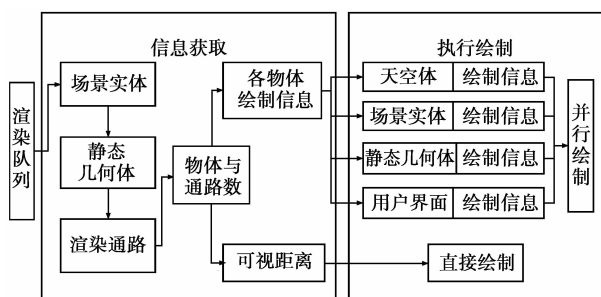 信息获取
执行绘制
渲染队列
场景实体
静态
几何体
渲染通路
物体与
通路数
各物体
绘制信息
可视距离
天空体 绘制信息
场景实体 绘制信息
静态几何体 绘制信息
用户界面 绘制信息
直接绘制
并行绘制